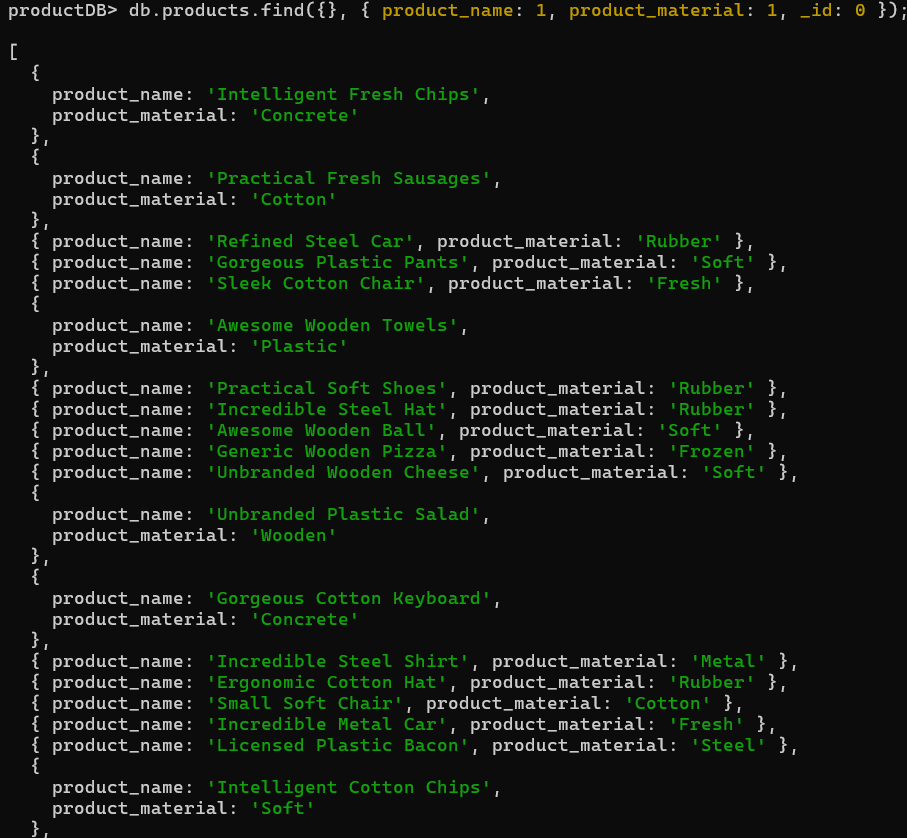 productDB> db.products.find({}, { product_name: 1, product_material: 1, _id: 0 });
[
  {
    product_name: 'Intelligent Fresh Chips',
    product_material: 'Concrete'
  },
  {
    product_name: 'Practical Fresh Sausages',
    product_material: 'Cotton'
  },
  { product_name: 'Refined Steel Car', product_material: 'Rubber' },
  { product_name: 'Gorgeous Plastic Pants', product_material: 'Soft' },
  { product_name: 'Sleek Cotton Chair', product_material: 'Fresh' },
  {
    product_name: 'Awesome Wooden Towels',
    product_material: 'Plastic'
  },
  { product_name: 'Practical Soft Shoes', product_material: 'Rubber' },
  { product_name: 'Incredible Steel Hat', product_material: 'Rubber' },
  { product_name: 'Awesome Wooden Ball', product_material: 'Soft' },
  { product_name: 'Generic Wooden Pizza', product_material: 'Frozen' },
  { product_name: 'Unbranded Wooden Cheese', product_material: 'Soft' },
  {
    product_name: 'Unbranded Plastic Salad',
    product_material: 'Wooden'
  },
  {
    product_name: 'Gorgeous Cotton Keyboard',
    product_material: 'Concrete'
  },
  { product_name: 'Incredible Steel Shirt', product_material: 'Metal' },
  { product_name: 'Ergonomic Cotton Hat', product_material: 'Rubber' },
  { product_name: 'Small Soft Chair', product_material: 'Cotton' },
  { product_name: 'Incredible Metal Car', product_material: 'Fresh' },
  { product_name: 'Licensed Plastic Bacon', product_material: 'Steel' },
  {
    product_name: 'Intelligent Cotton Chips',
    product_material: 'Soft'
  },